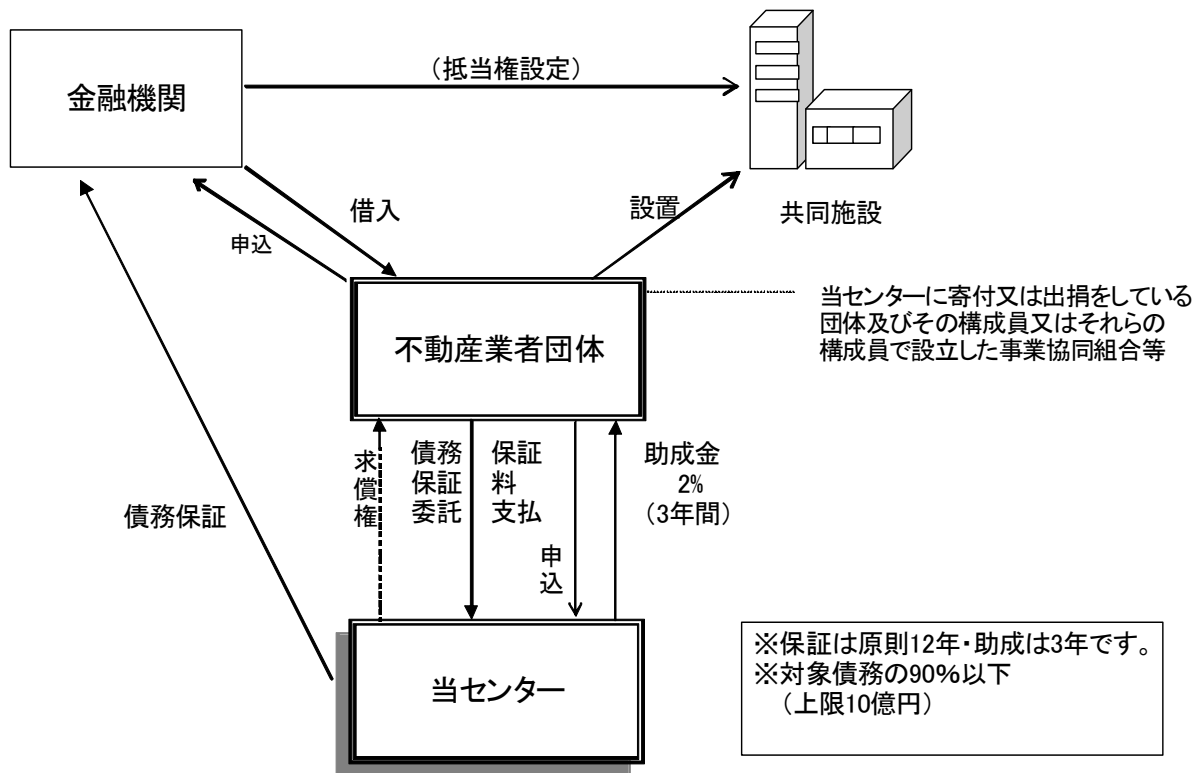 金融機関
（抵当権設定）
共同施設
借入
設置
申込
不動産業者団体
当センターに寄付又は出捐をしている
団体及びその構成員又はそれらの
構成員で設立した事業協同組合等
求償権
債務
保証
委託
保証
料
支払
申込
助成金
2%
（3年間）
債務保証
当センター
※保証は原則12年・助成は3年です。
※対象債務の90%以下
（上限10億円）